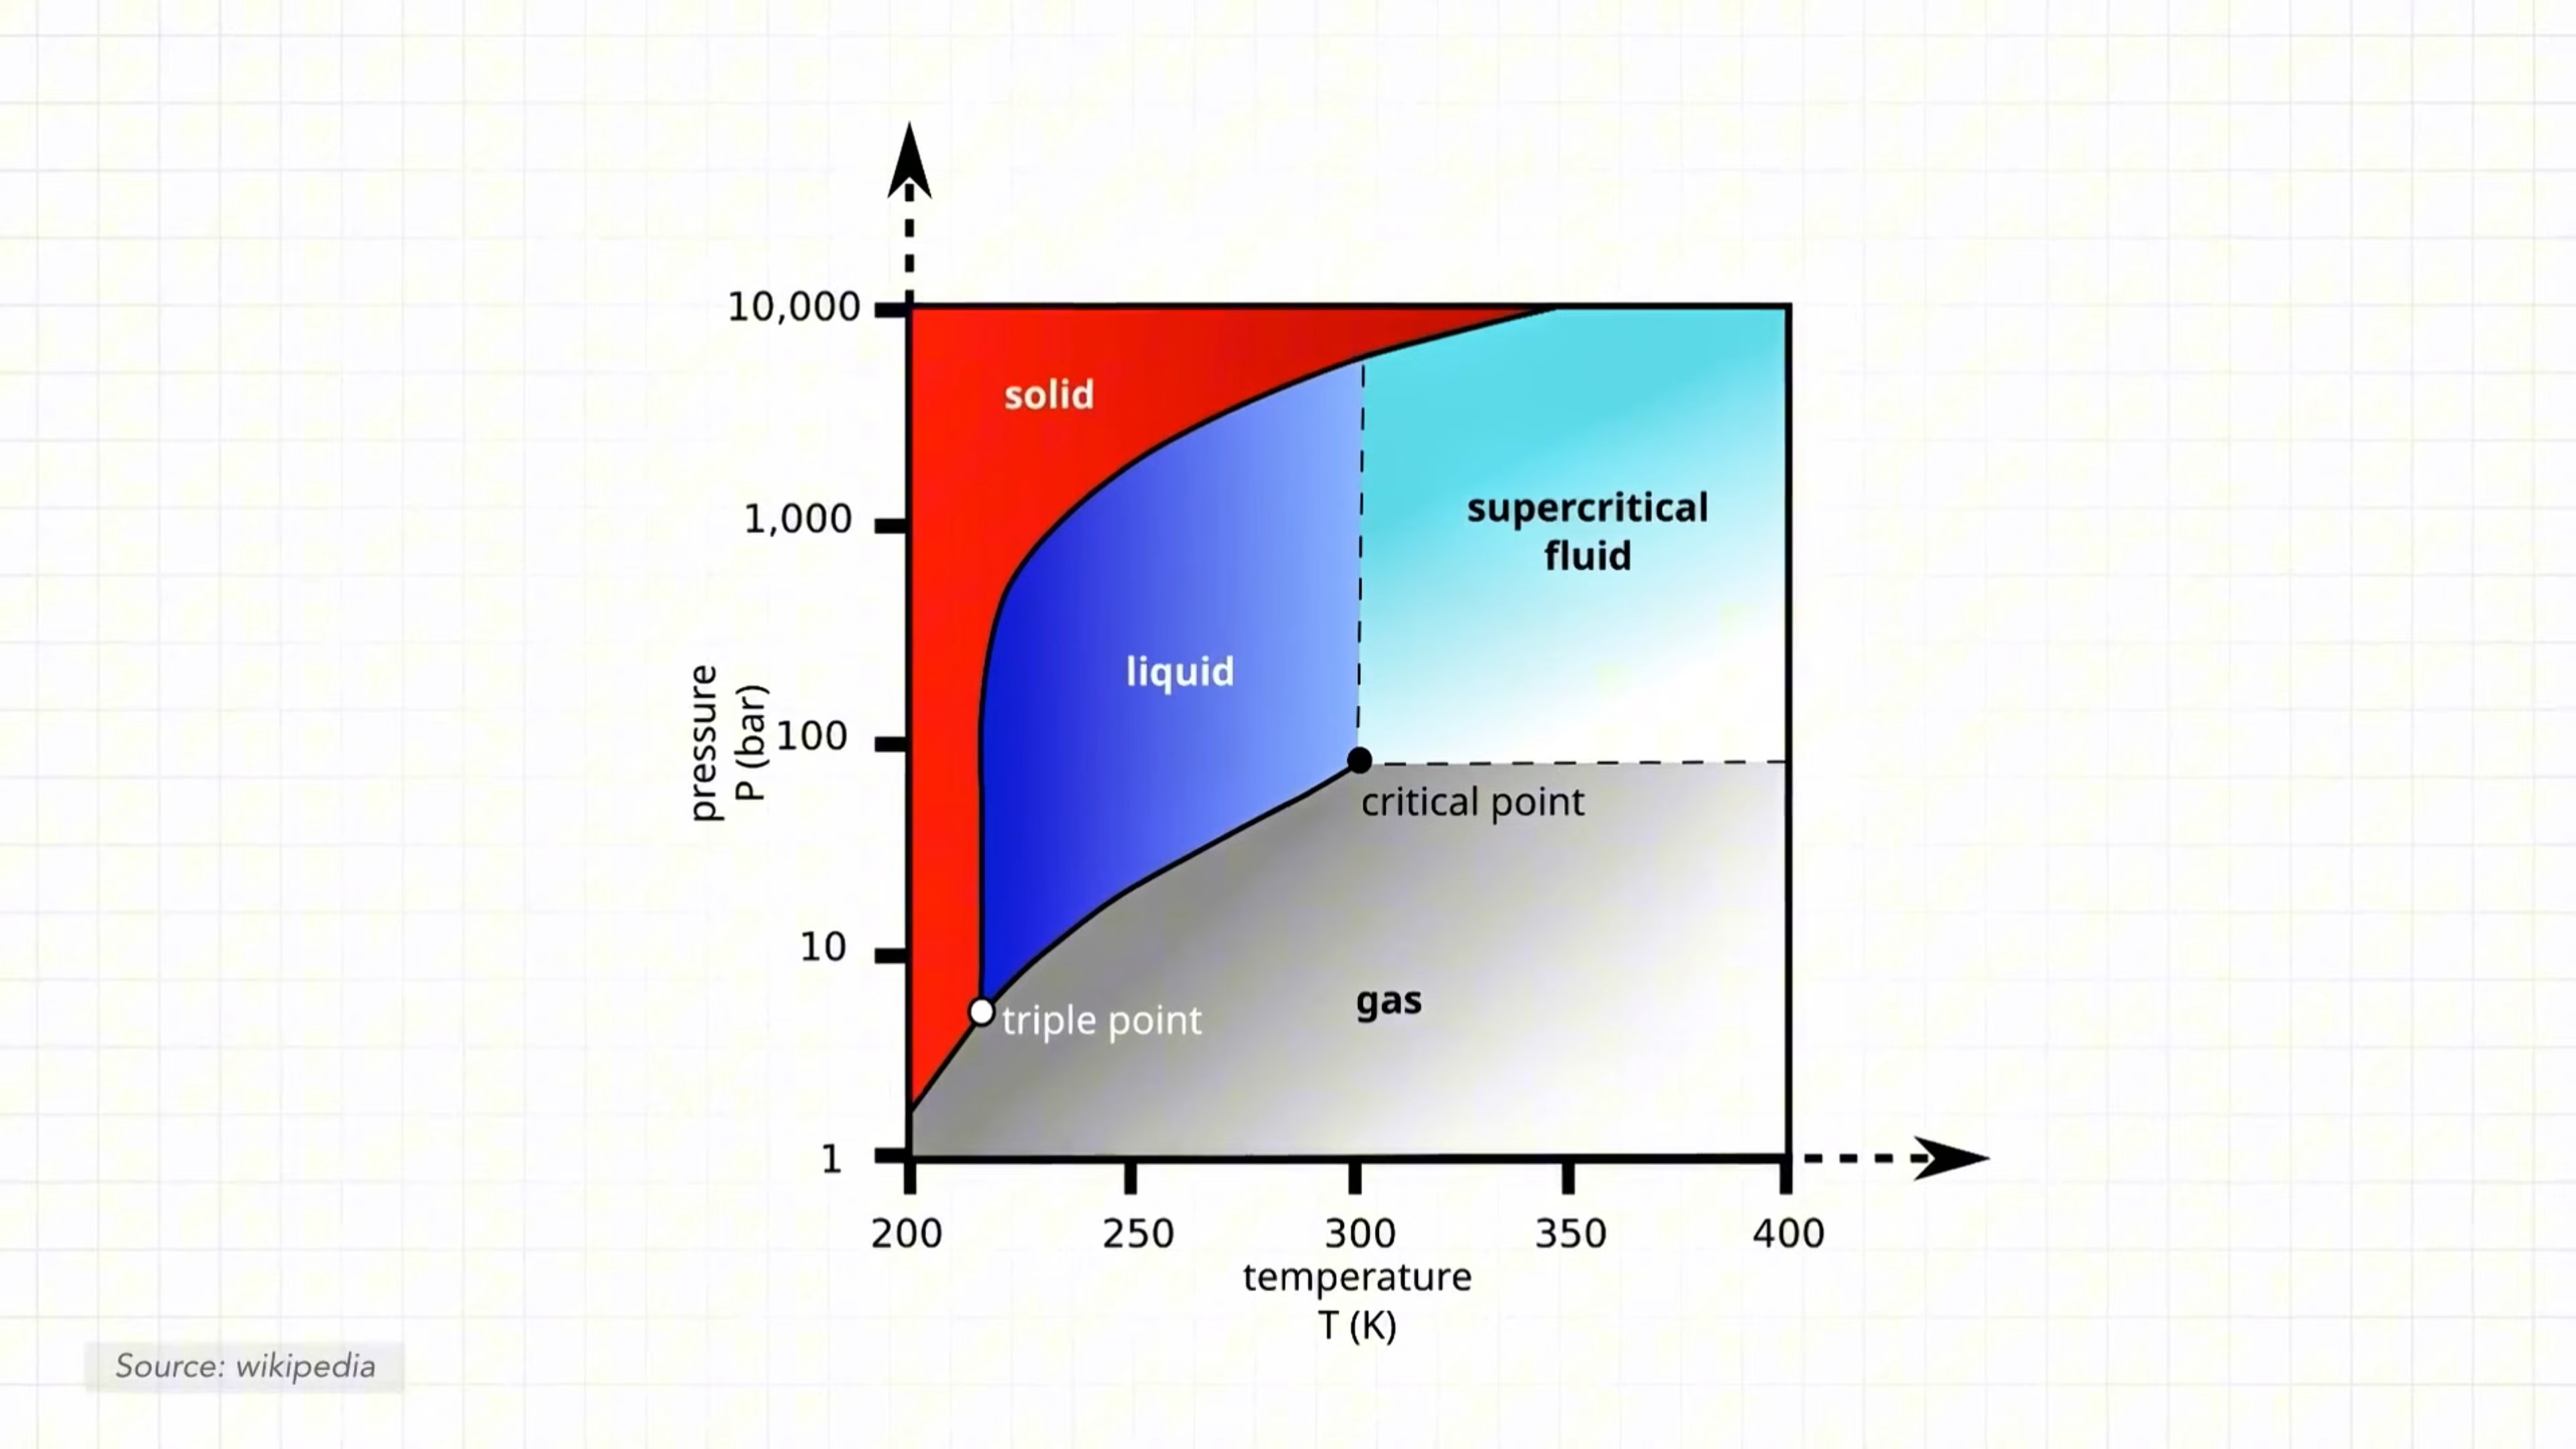 10,000
solid
1,000
supercritical
fluid
liquid
pressure
P (bar)
100
critical point
10
triple point
gas
1
200
250
300
350
400
temperature
T (K)
Source: wikipedia